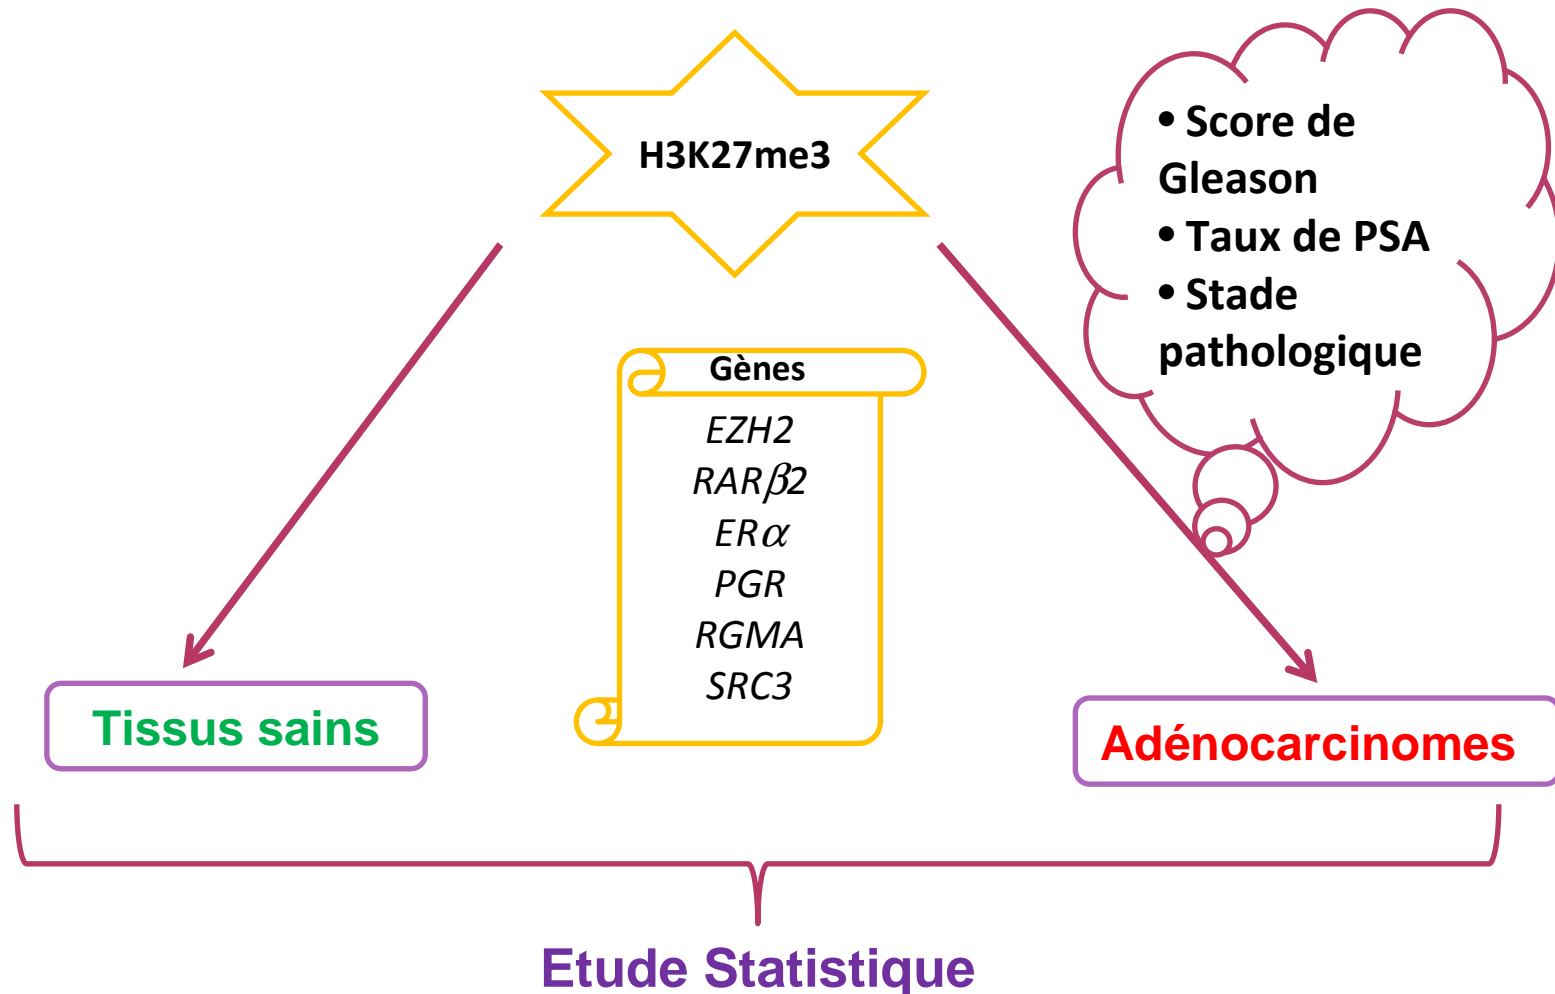 H3K27me3
• Score de
Gleason
• Taux de PSA
• Stade
pathologique
Gènes
EZH2
RARβ2
ERα
PGR
RGMA
SRC3
Tissus sains
Adénocarcinomes
Etude Statistique